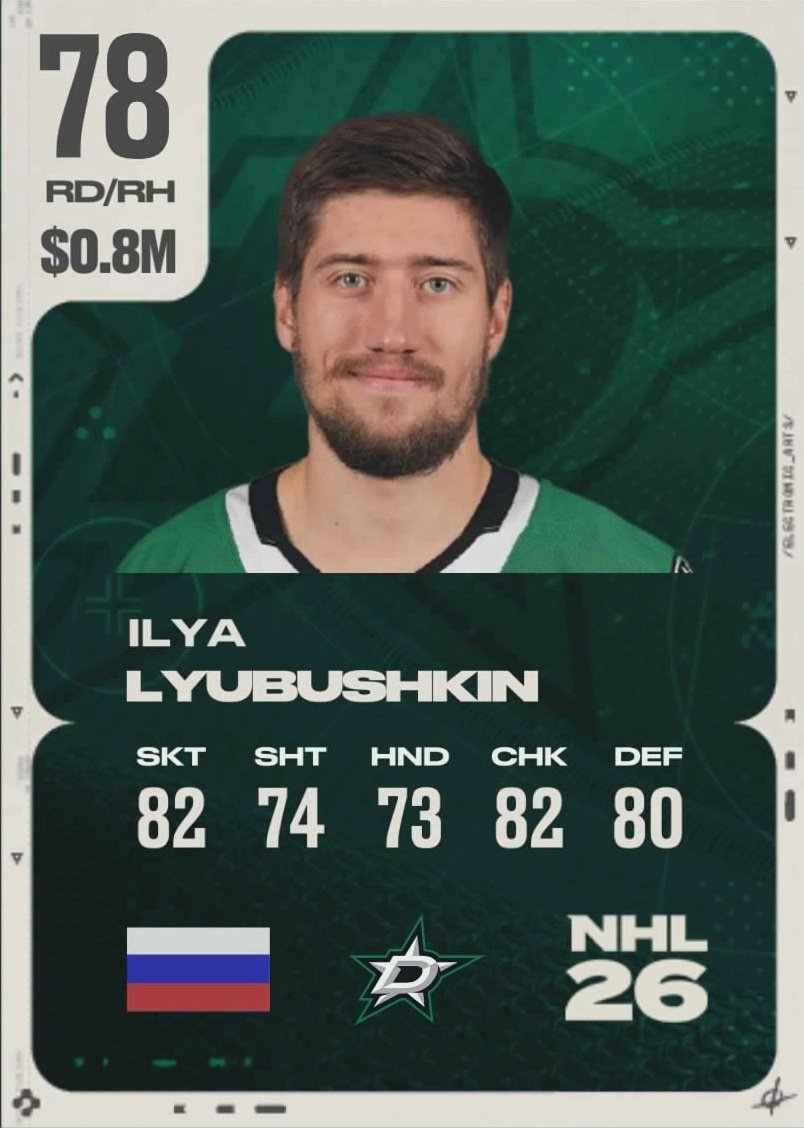 78
RD/RH
$0.8M
/ELECTRONIC_ARTS/
ILYA
LYUBUSHKIN
SKT SHT HND CHK DEF
82 74 73 82 80
D
NHL
26